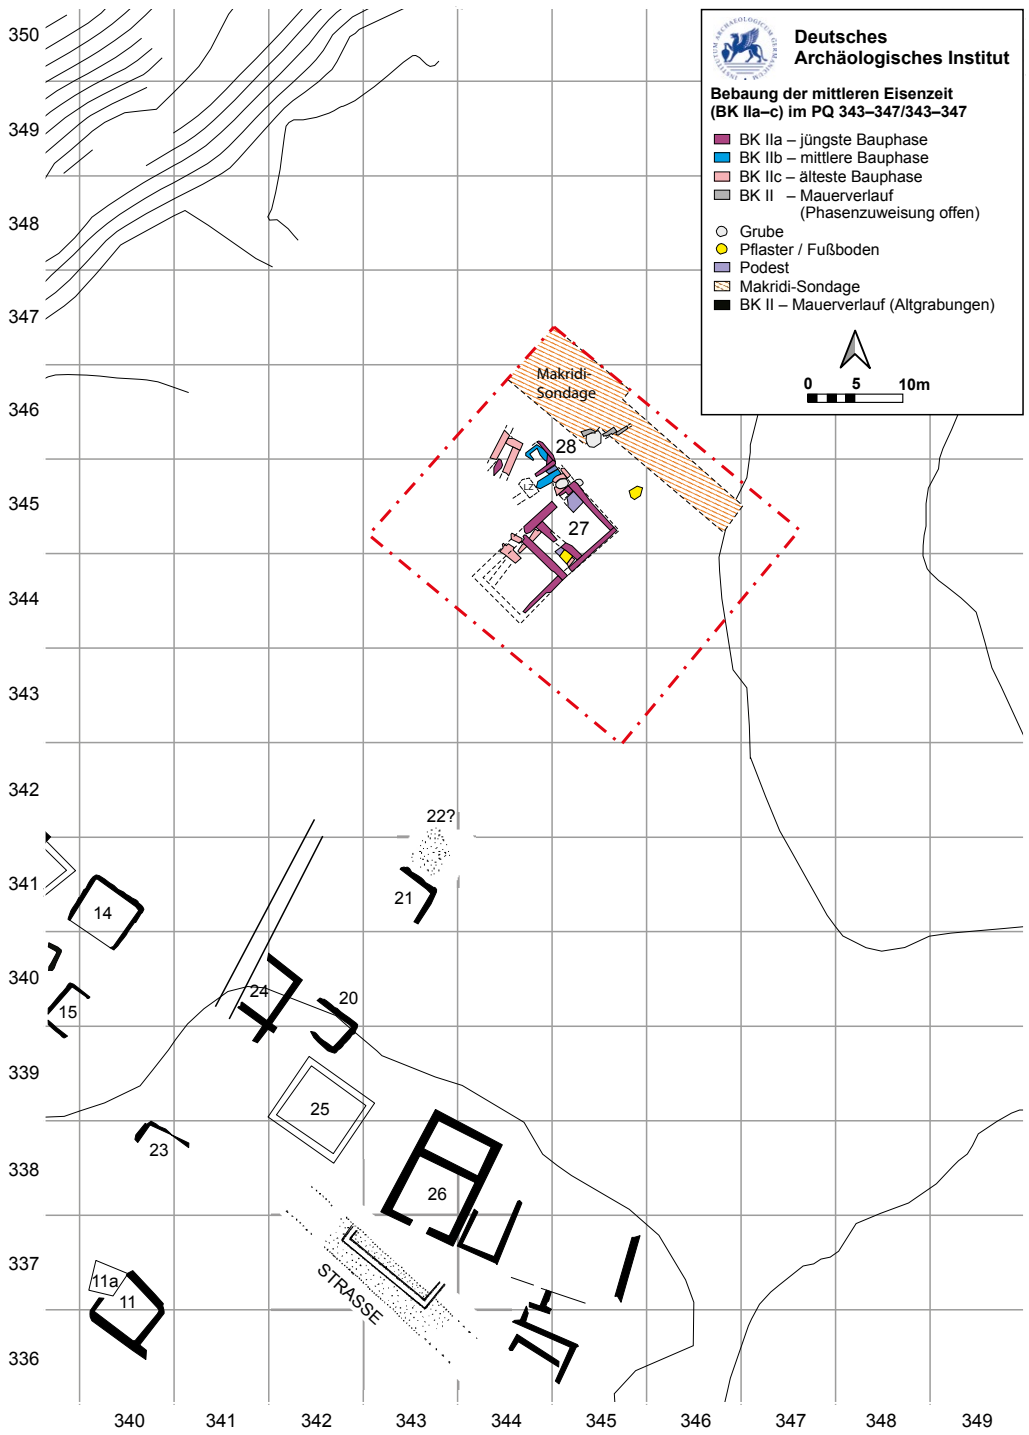 Deutsches
Archäologisches Institut
Bebauung der mittleren Eisenzeit
(BK IIa–c) im PQ 343–347/343–347
BK IIa – jüngste Bauphase
BK IIb – mittlere Bauphase
BK IIc – älteste Bauphase
BK II – Mauerverlauf
(Phasenzuweisung offen)
Grube
Pflaster / Fußboden
Podest
Makridi-Sondage
BK II – Mauerverlauf (Altgrabungen)
0 5 10m
350
349
348
347
346
345
344
343
342
341
340
339
338
337
336
Makridi-
Sondage
28
LZ
27
22?
21
14
24
20
15
25
23
26
11a
11
STRASSE
340 341 342 343 344 345 346 347 348 349